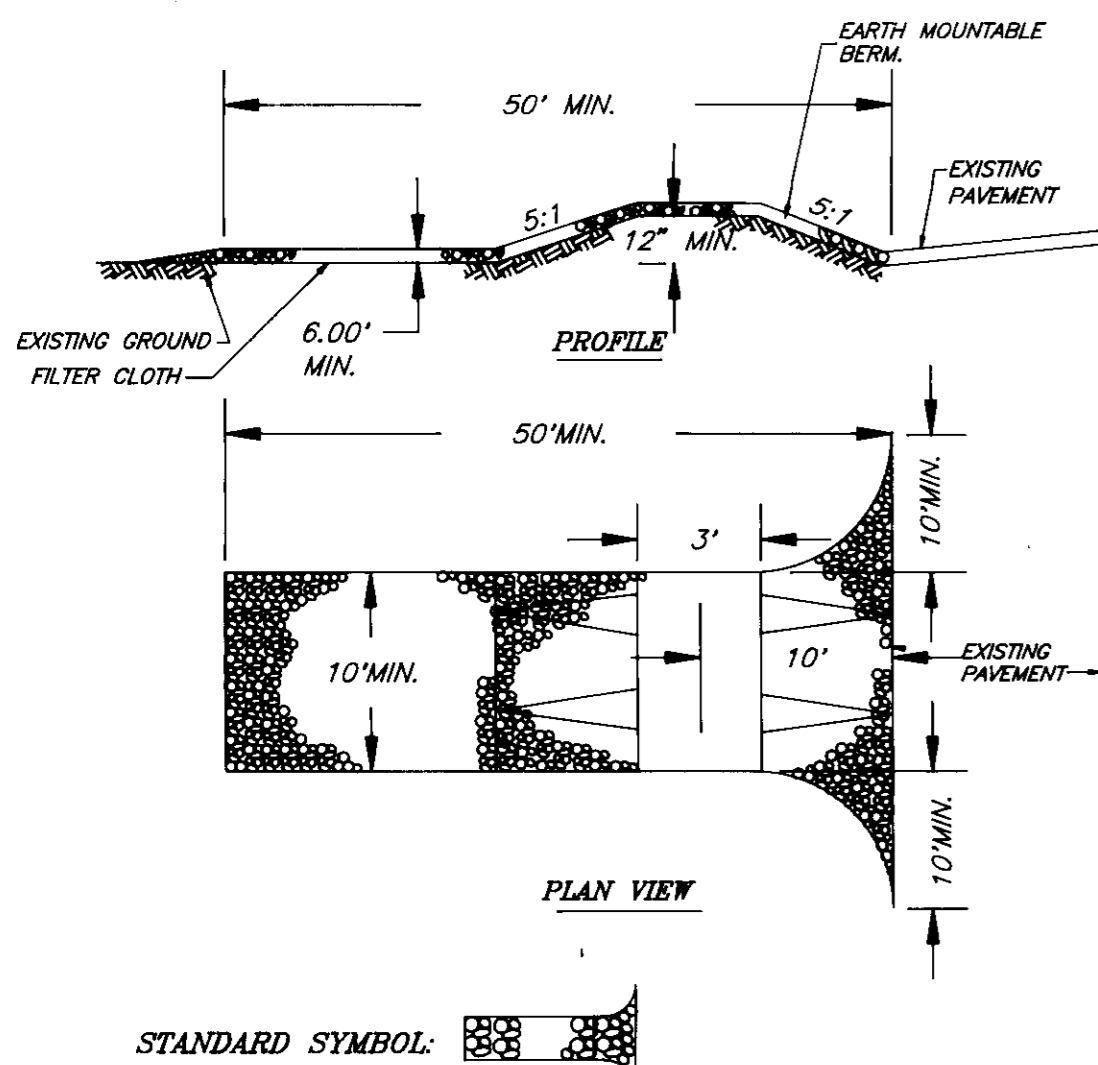 EARTH MOUNTABLE
BERM.
50' MIN.
EXISTING
PAVEMENT
5:1
5:1
12" MIN.
EXISTING GROUND
6.00'
MIN.
FILTER CLOTH
PROFILE
50'MIN.
10'MIN.
3'
10'MIN.
10'
EXISTING
PAVEMENT
10'MIN.
PLAN VIEW
STANDARD SYMBOL: